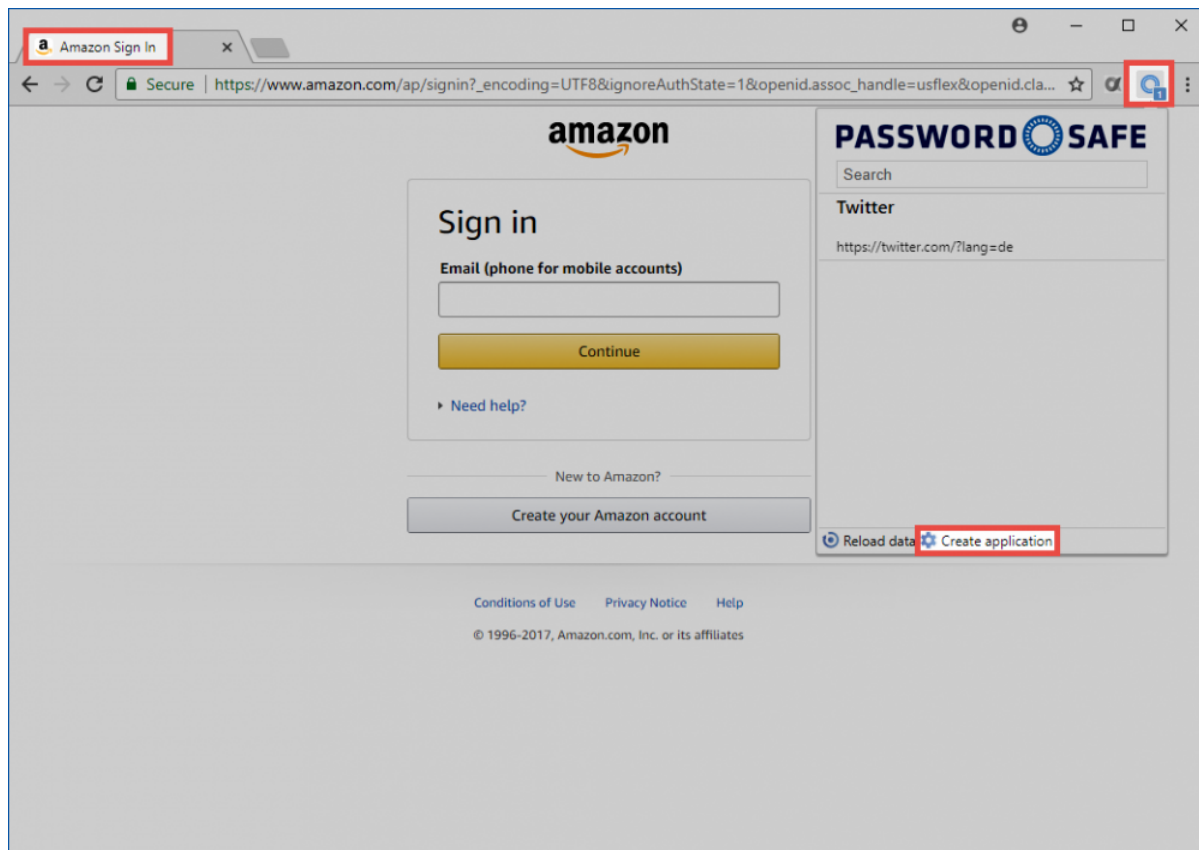 Amazon Sign In
Secure | https://www.amazon.com/ap/signin?_encoding=UTF8&ignoreAuthState=1&openid.assoc_handle=usflex&openid.cla...
1
amazon
Sign in
Email (phone for mobile accounts)
Continue
Need help?
New to Amazon?
Create your Amazon account
Conditions of Use Privacy Notice Help
© 1996-2017, Amazon.com, Inc. or its affiliates
PASSWORD SAFE
Search
Twitter
https://twitter.com/?lang=de
Reload data Create application